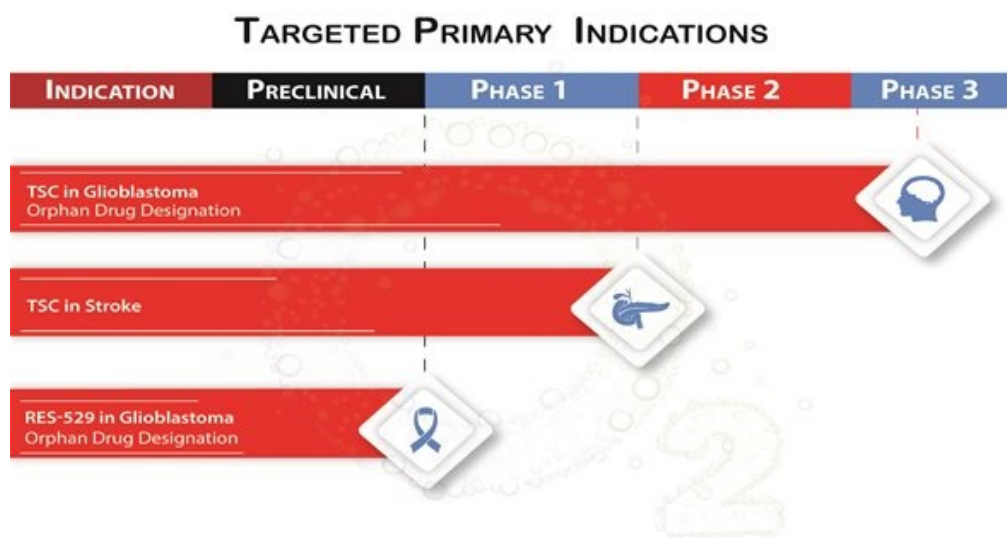 TARGETED PRIMARY INDICATIONS
INDICATION PRECLINICAL PHASE 1 PHASE 2 PHASE 3
TSC in Glioblastoma
Orphan Drug Designation
TSC in Stroke
RES-529 in Glioblastoma
Orphan Drug Designation
2